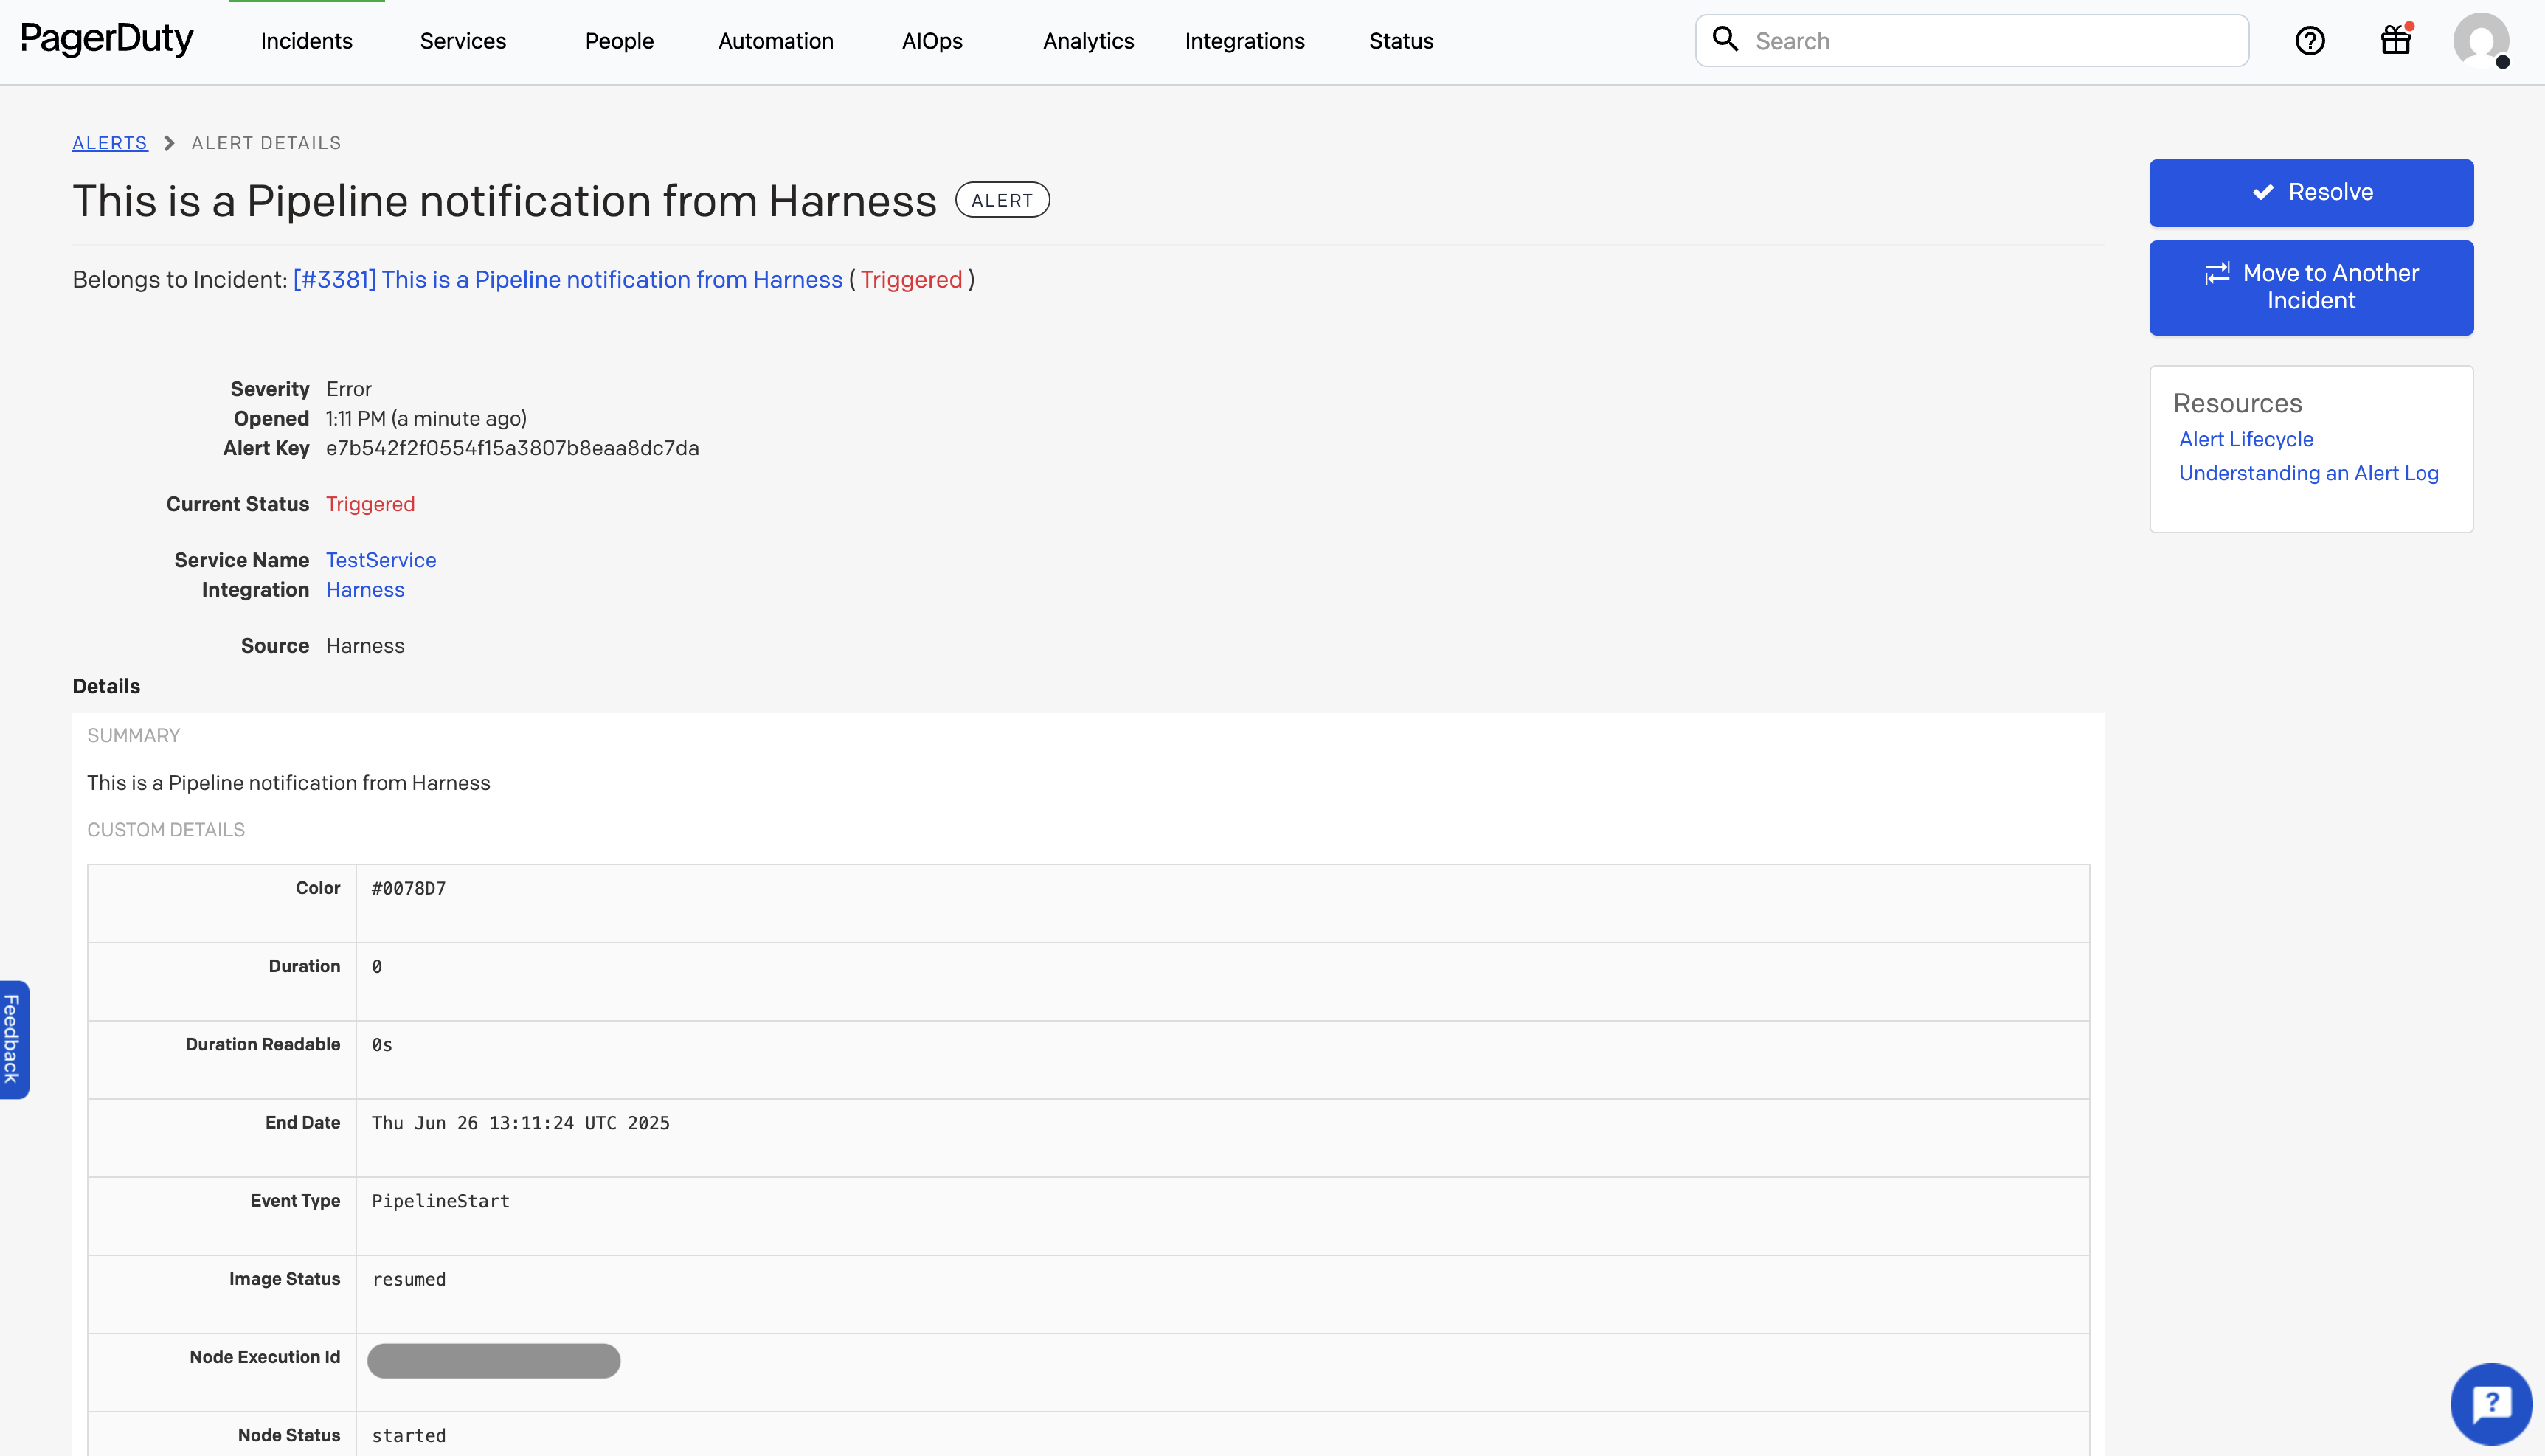 PagerDuty
Incidents
Services
People
Automation
AIOps
Analytics
Integrations
Status
Search
ALERTS > ALERT DETAILS
This is a Pipeline notification from Harness ALERT
Belongs to Incident: [#3381] This is a Pipeline notification from Harness ( Triggered )
Severity Error
Opened 1:11 PM (a minute ago)
Alert Key e7b542f2f0554f15a3807b8eaa8dc7da
Current Status Triggered
Service Name TestService
Integration Harness
Source Harness
Resolve
Move to Another
Incident
Resources
Alert Lifecycle
Understanding an Alert Log
Details
SUMMARY
This is a Pipeline notification from Harness
CUSTOM DETAILS
Color #0078D7
Duration 0
Duration Readable 0s
End Date Thu Jun 26 13:11:24 UTC 2025
Event Type PipelineStart
Image Status resumed
Node Execution Id
Node Status started
Feedback